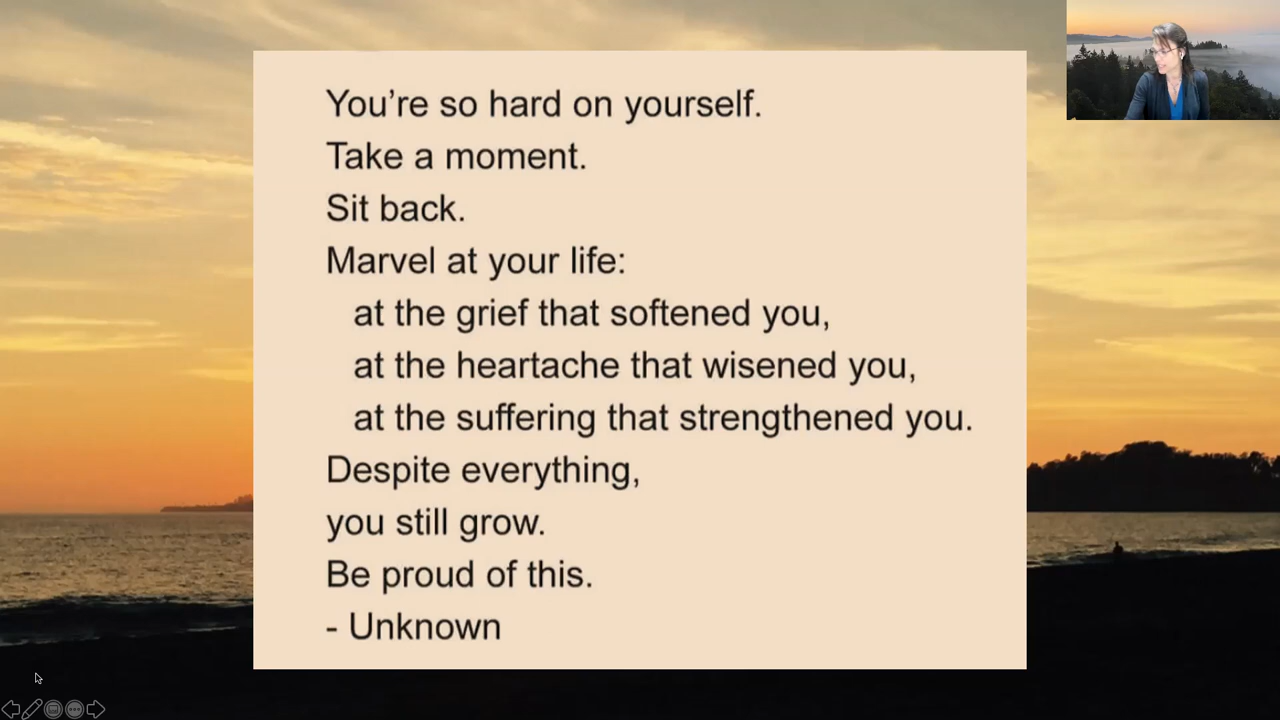 You’re so hard on yourself.
Take a moment.
Sit back.
Marvel at your life:
at the grief that softened you,
at the heartache that wisened you,
at the suffering that strengthened you.
Despite everything,
you still grow.
Be proud of this.
- Unknown